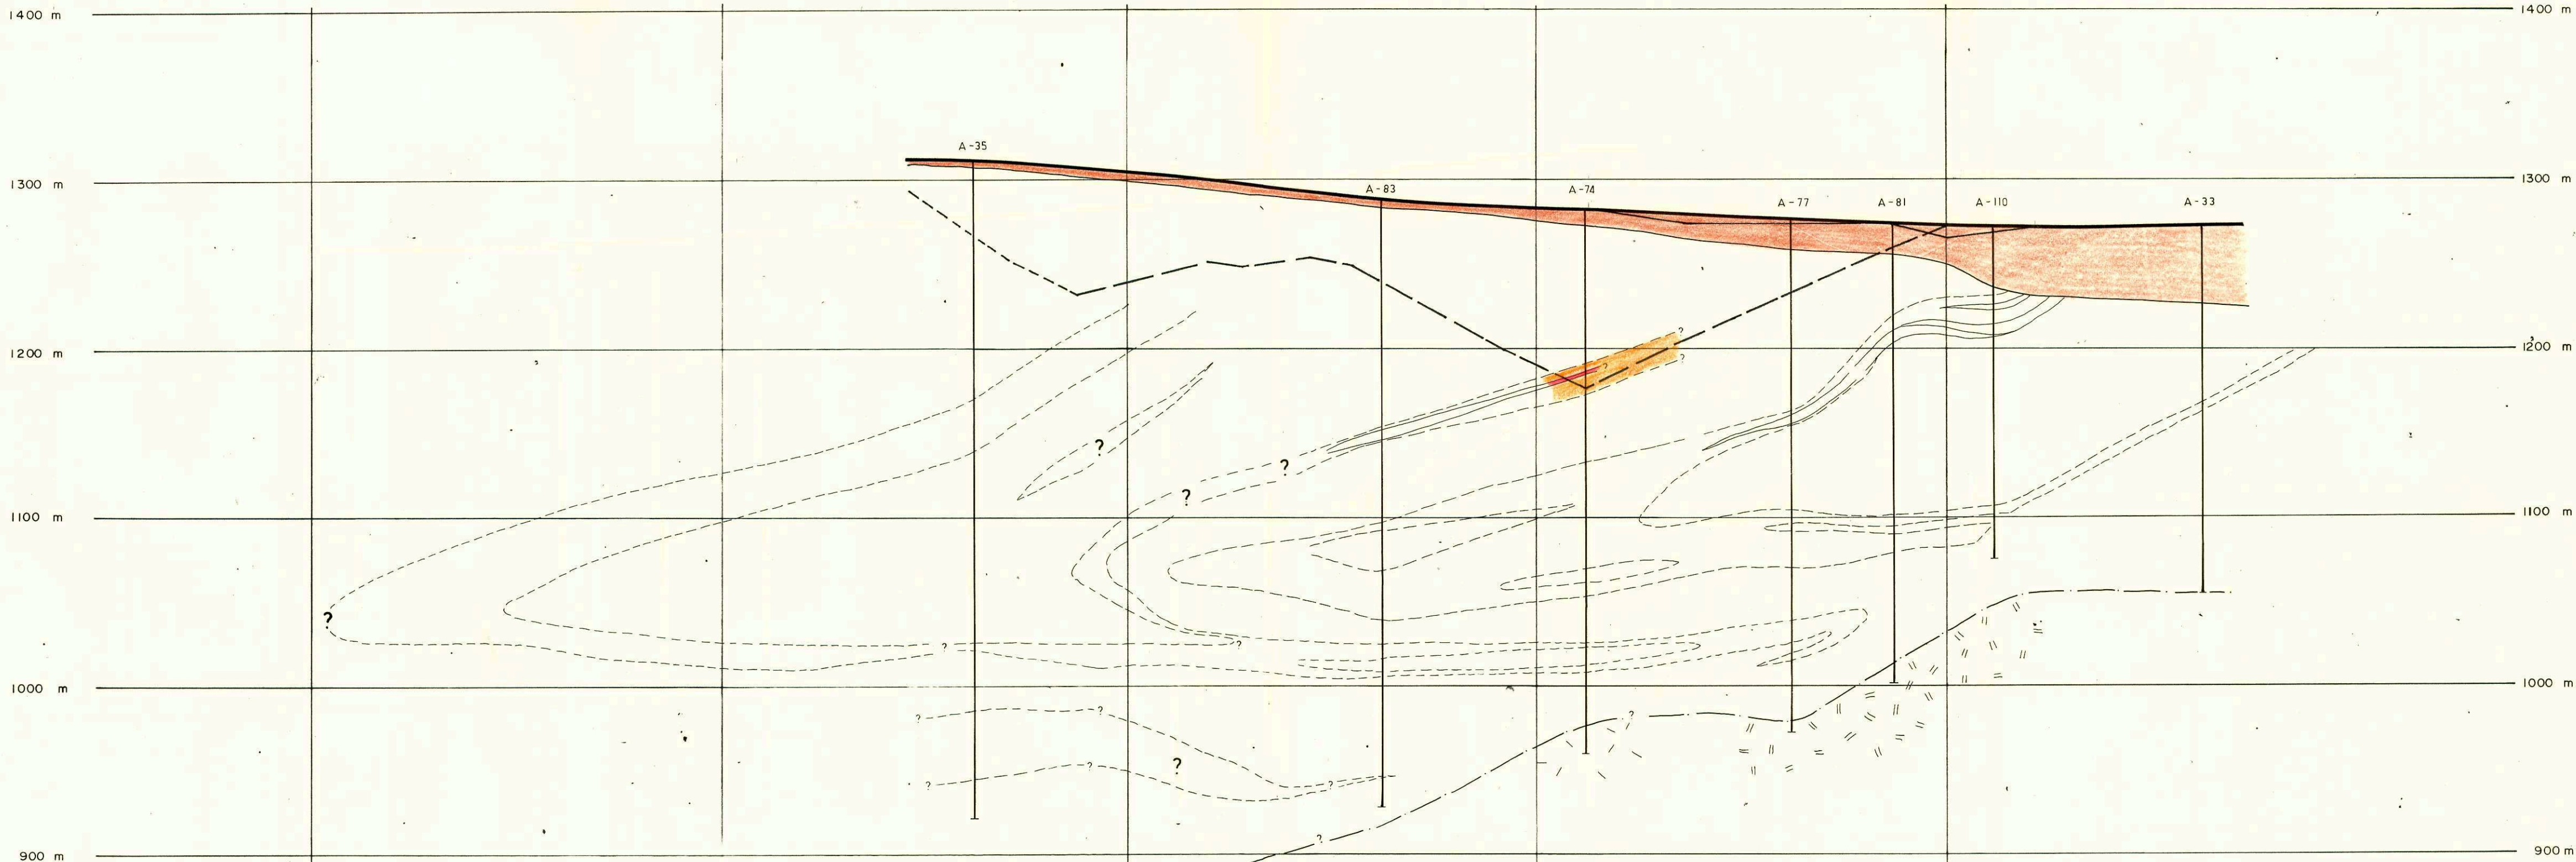 1400 m 1400 m
A-35
1300 m 1300 m
A-83 A-74
A-77 A-81 A-110 A-33
?
1200 m 1200 m
? ?
?
?
?
1100 m 1100 m
?
? ?
1000 m 1000 m
? ? ?
?
? ? ?
?
900 m 900 m